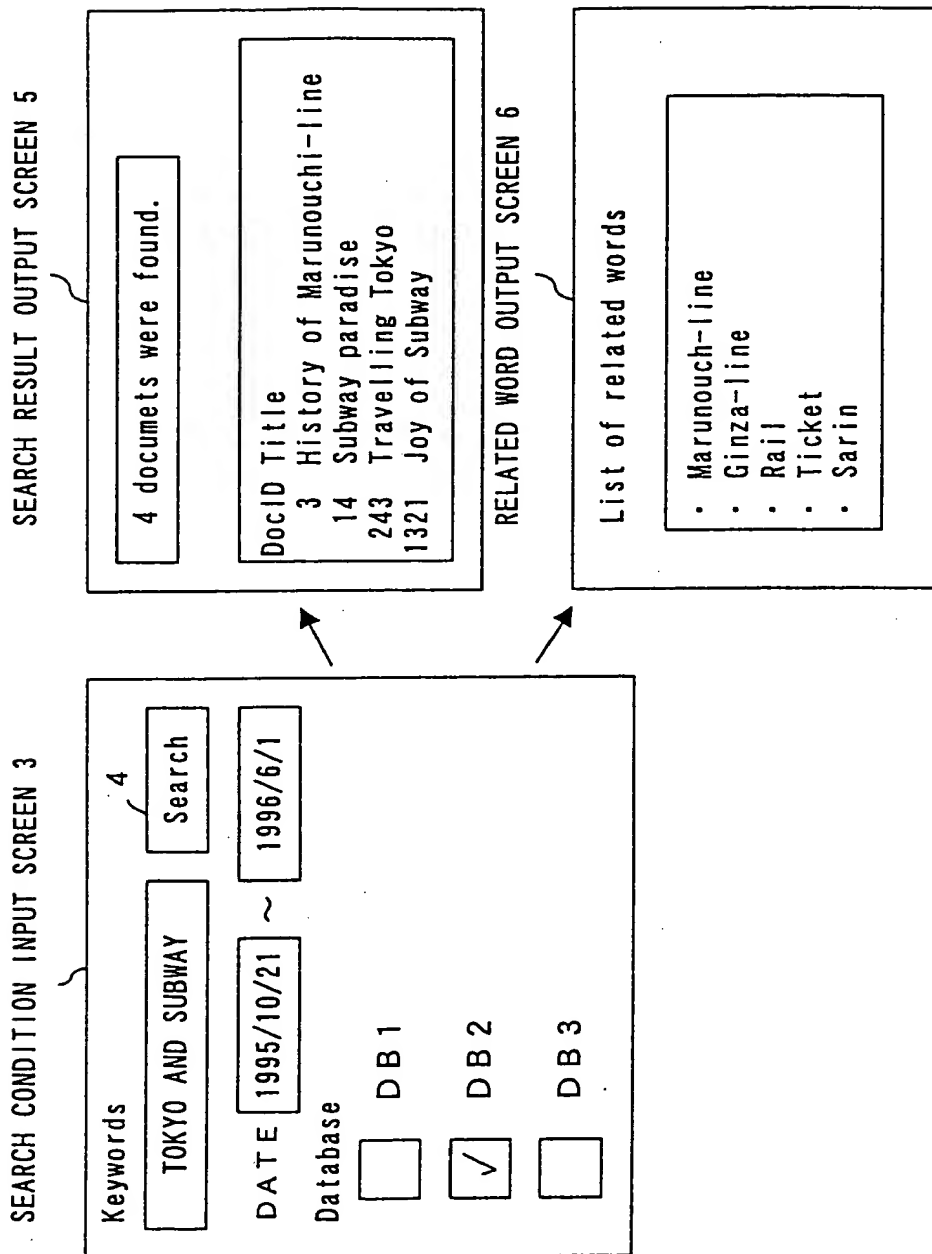 SEARCH CONDITION INPUT SCREEN 3
Keywords
4
TOKYO AND SUBWAY
Search
DATE 1995/10/21 ~ 1996/6/1
Database
DB1
√ DB2
DB3
SEARCH RESULT OUTPUT SCREEN 5
4 documets were found.
DocID Title
3 History of Marunouchi-line
14 Subway paradise
243 Travelling Tokyo
1321 Joy of Subway
RELATED WORD OUTPUT SCREEN 6
List of related words
· Marunouch-line
· Ginza-line
· Rail
· Ticket
· Sarin